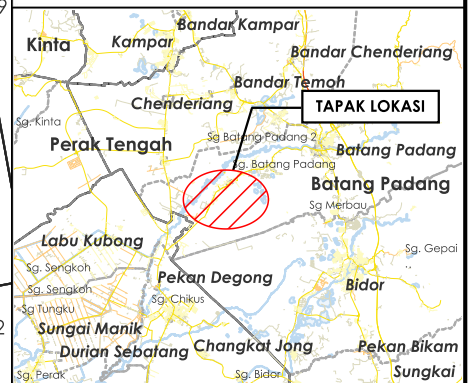 9
Bandar Kampar
Kinta
Kampar
Bandar Chenderiang
Bandar Temoh
Chenderiang
TAPAK LOKASI
Sg. Kinta
Sg Batang Padang 2
Perak Tengah
Batang Padang
Sg. Batang Padang
Batang Padang
Sg Merbau
Labu Kubong
Sg. Gepai
Sg. Sengkoh
Pekan Degong
Sg. Sengkoh
Bidor
Sg. Chikus
Sg Tungku
2
Sungai Manik
Durian Sebatang
Changkat Jong
Pekan Bikam
Sg. Perak
Sg. Bidor
Sungkai